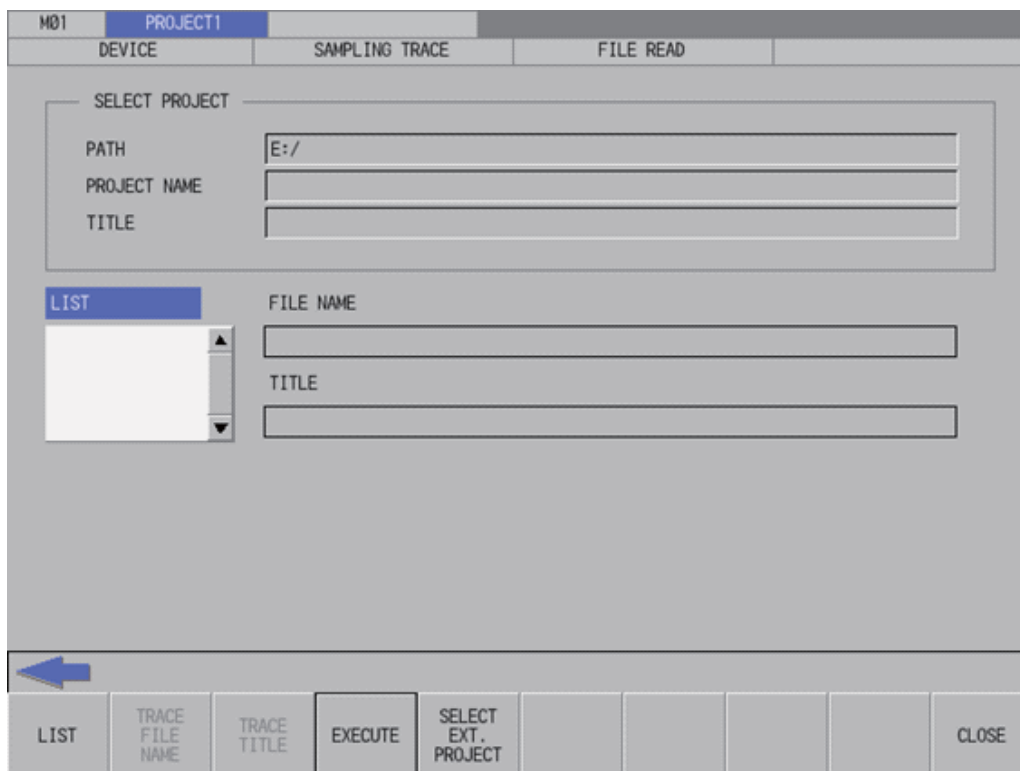 MØ1 PROJECT1
DEVICE SAMPLING TRACE FILE READ
SELECT PROJECT
PATH E:/
PROJECT NAME
TITLE
LIST FILE NAME
TITLE
LIST TRACE FILE NAME TRACE TITLE EXECUTE SELECT EXT. PROJECT CLOSE